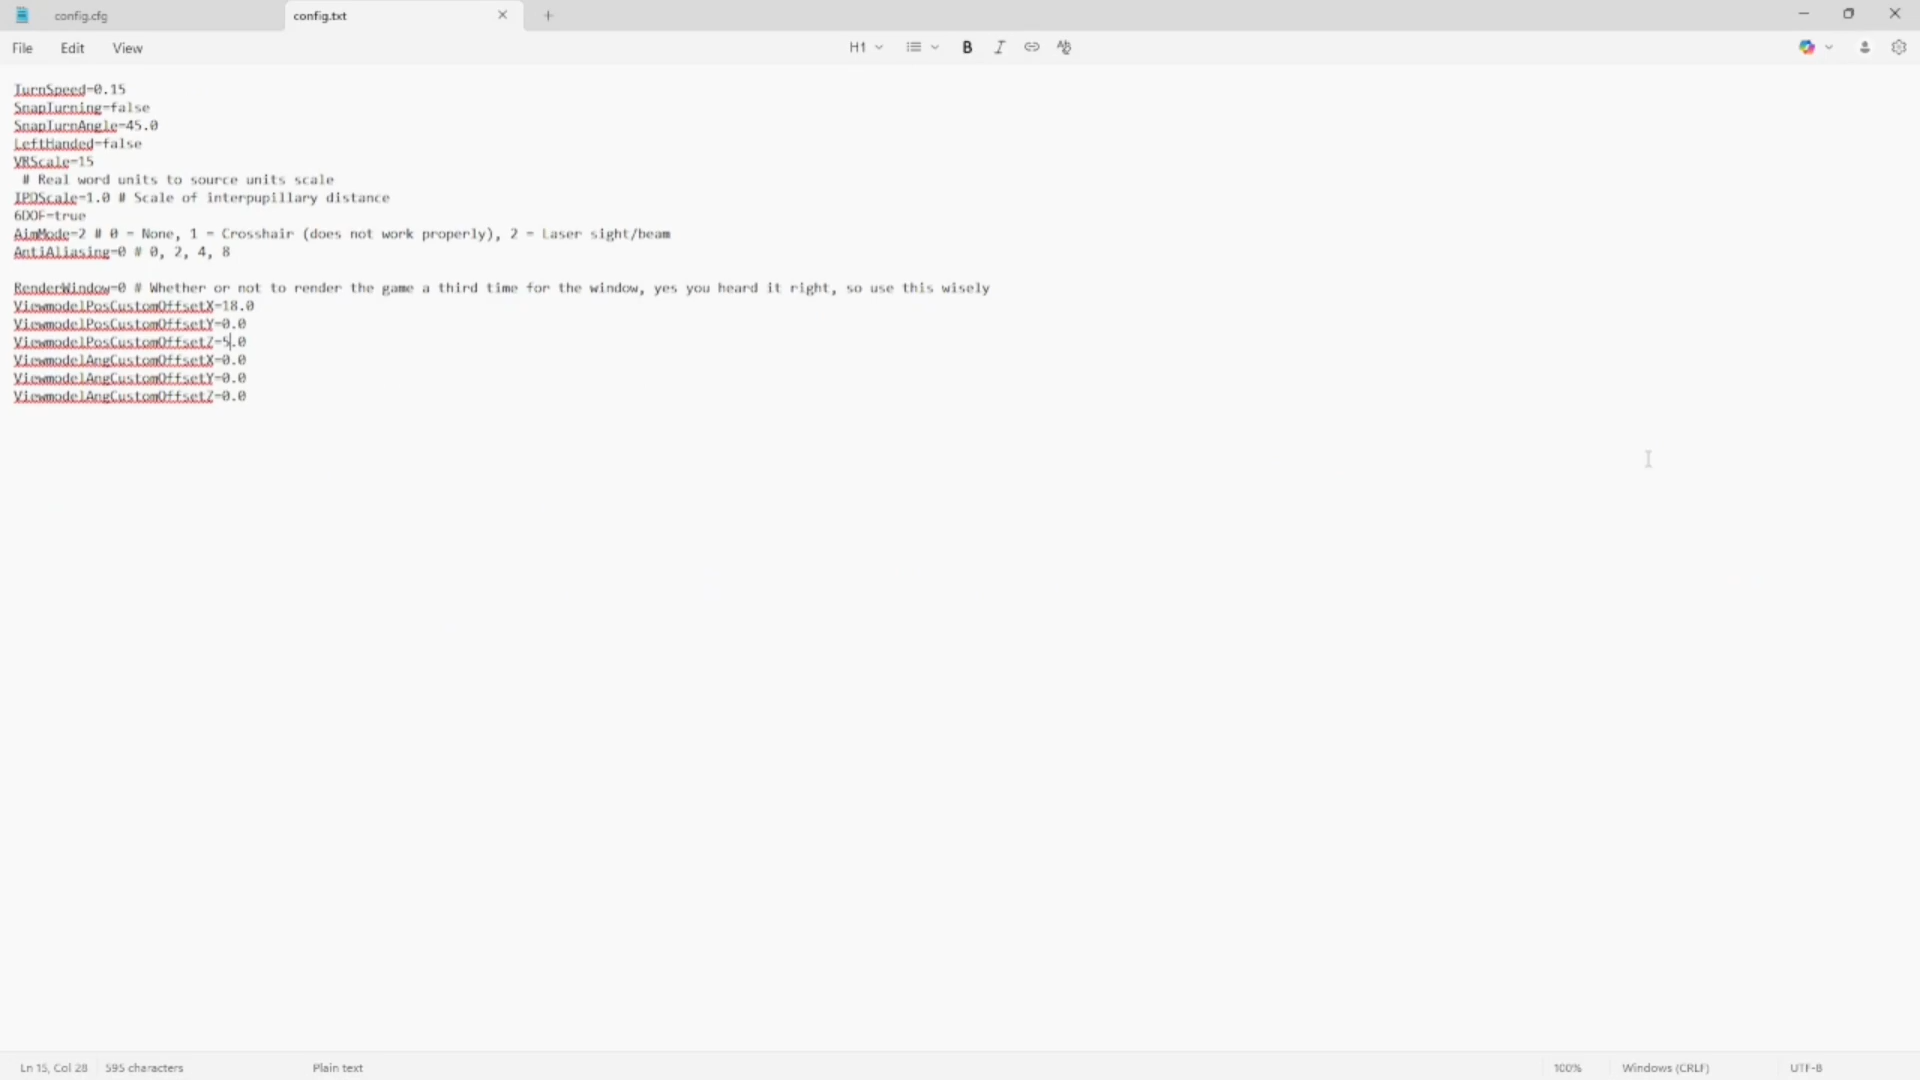 config.cfg
config.txt
File Edit View H1 B I
TurnSpeed=0.15
SnapTurning=false
SnapTurnAngle=45.0
LeftHanded=false
VRScale=15
# Real word units to source units scale
IPDScale=1.0 # Scale of interpupillary distance
6DOF=true
AimMode=2 # 0 = None, 1 = Crosshair (does not work properly), 2 = Laser sight/beam
AntiAliasing=0 # 0, 2, 4, 8
RenderWindow=0 # Whether or not to render the game a third time for the window, yes you heard it right, so use this wisely
ViewmodelPosCustomOffsetX=18.0
ViewmodelPosCustomOffsetY=0.0
ViewmodelPosCustomOffsetZ=5.0
ViewmodelAngCustomOffsetX=0.0
ViewmodelAngCustomOffsetY=0.0
ViewmodelAngCustomOffsetZ=0.0
Ln 15, Col 28 595 characters Plain text 100% Windows (CRLF) UTF-8